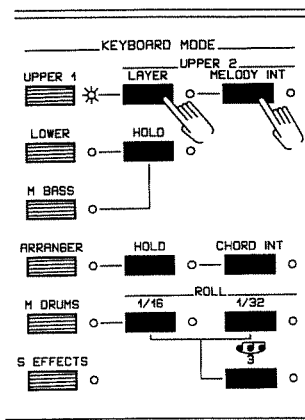 KEYBOARD MODE
UPPER 2
UPPER 1 LAYER MELODY INT
LOWER HOLD
M BASS
ARRANGER HOLD CHORD INT
ROLL
M DRUMS 1/16 1/32
3
S EFFECTS